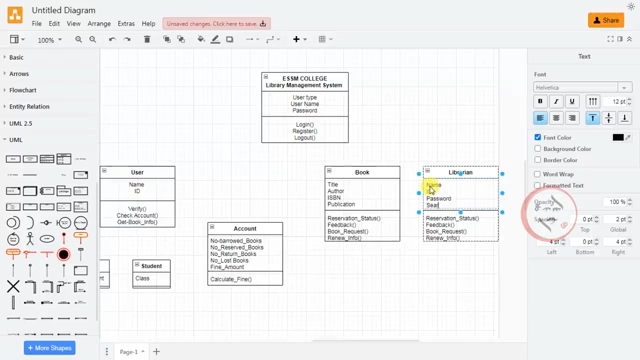 Untitled Diagram
File Edit View Arrange Extras Help
Unsaved changes. Click here to save.
Share
100%
Basic
Arrows
Flowchart
Entity Relation
UML 2.5
UML
+ More Shapes
ESSM COLLEGE
Library Management System
User type
User Name
Password
Login()
Register()
Logout()
User
Name
ID
Verify()
Check Account()
Get-Book_Info()
Student
Class
Account
No-barrowed_Books
No_Reserved_Books
No_Return_Books
No_Lost Books
Fine_Amount
Calculate_Fine()
Book
Title
Author
ISBN
Publication
Reservation_Status()
Feedback()
Book_Request()
Renew_Info()
Librarian
Name
Password
Sear
Reservation_Status()
Feedback()
Book_Request()
Renew_Info()
Page-1
Text
Font
Helvetica
B I U 12 pt
Font Color
Background Color
Border Color
Word Wrap
Formatted Text
Opacity 100 %
0 pt 2 pt
Top Global
4 pt 0 pt 0 pt
Left Bottom Right